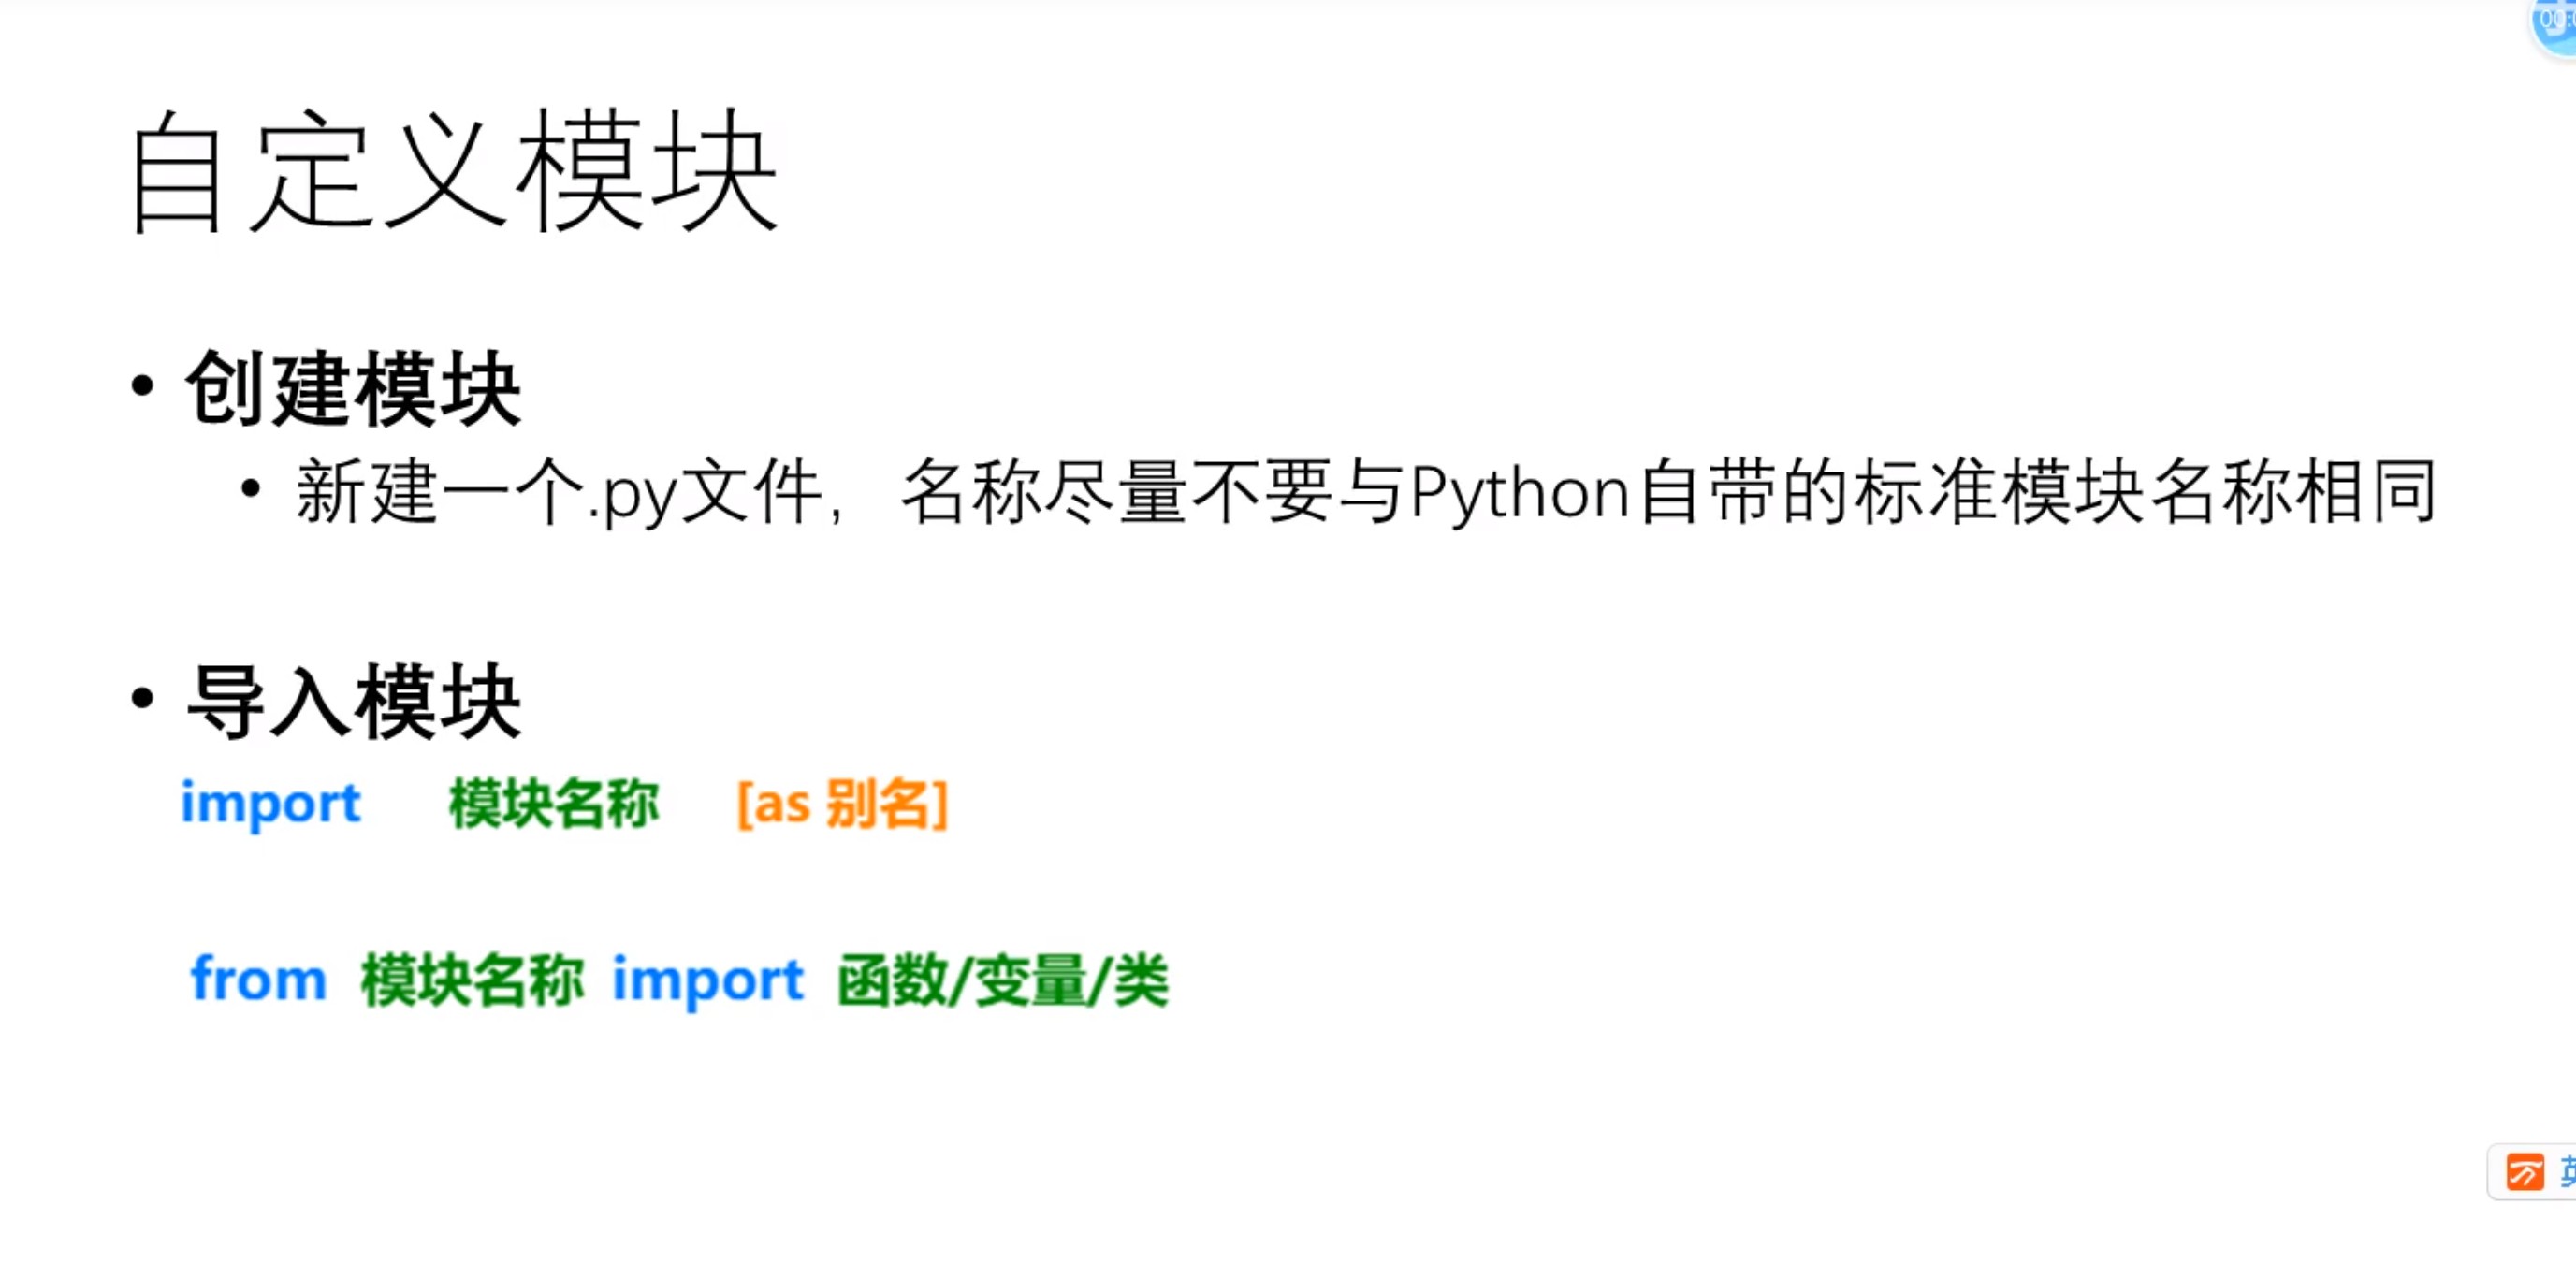 自定义模块
• 创建模块
• 新建一个.py文件，名称尽量不要与Python自带的标准模块名称相同
• 导入模块
import 模块名称 [as 别名]
from 模块名称 import 函数/变量/类